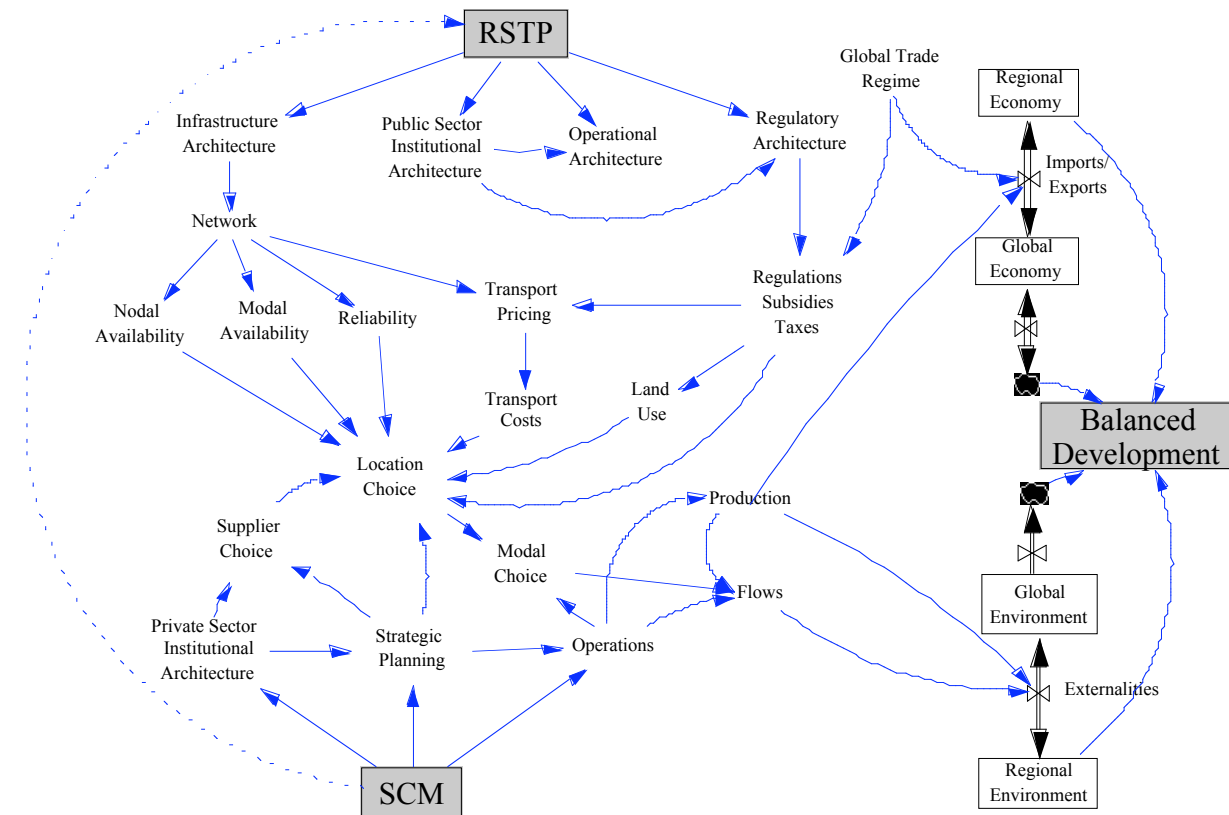 RSTP
Global Trade
Regime
Regional
Economy
Infrastructure
Architecture
Public Sector
Institutional
Architecture
Operational
Architecture
Regulatory
Architecture
Imports/
Exports
Network
Global
Economy
Nodal
Availability
Modal
Availability
Reliability
Transport
Pricing
Regulations
Subsidies
Taxes
Transport
Costs
Land
Use
Balanced
Development
Location
Choice
Supplier
Choice
Production
Modal
Choice
Flows
Global
Environment
Private Sector
Institutional
Architecture
Strategic
Planning
Operations
Externalities
SCM
Regional
Environment